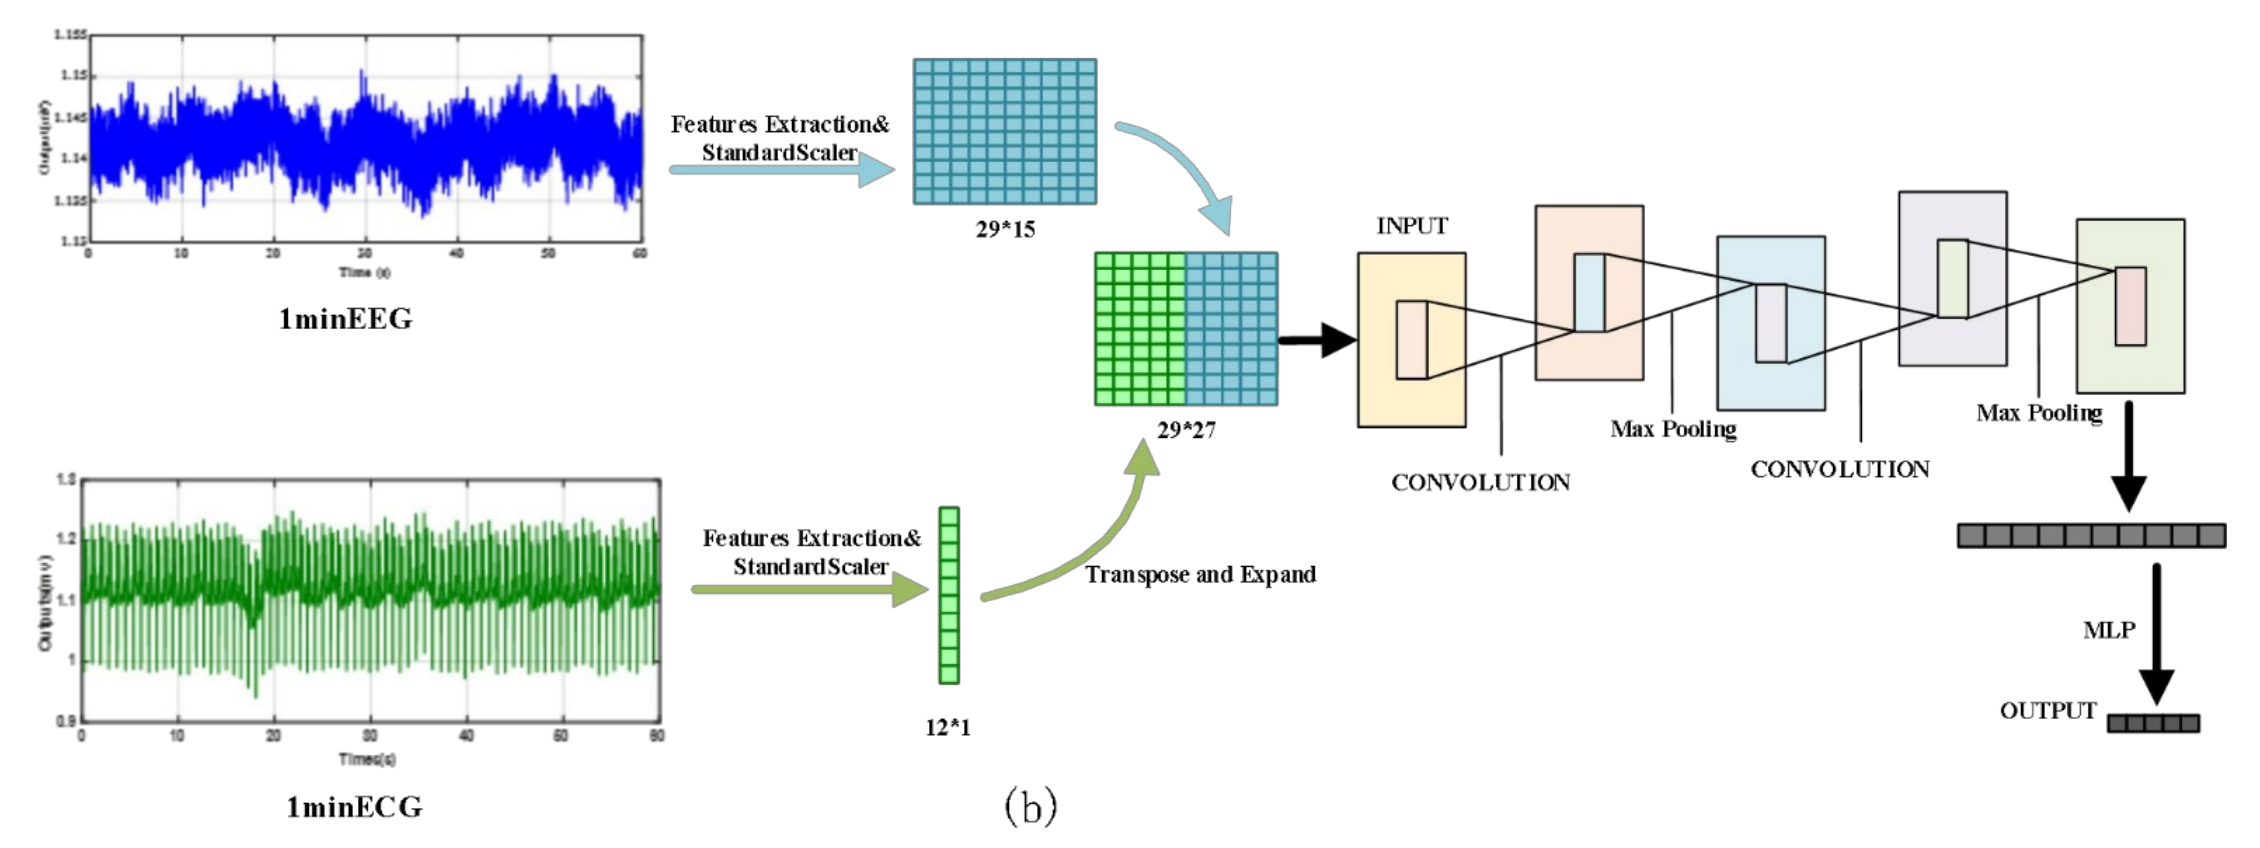 1.155
1.15
1.145
1.14
1.135
1.13
Output(mV)
0 10 20 30 40 50 60
Time (s)
1minEEG
Features Extraction&
StandardScaler
29*15
29*27
INPUT
CONVOLUTION
Max Pooling
CONVOLUTION
Max Pooling
1.3
1.2
1.1
1
0.9
Outputs(mv)
0 10 20 30 40 50 60
Times(s)
1minECG
Features Extraction&
StandardScaler
12*1
Transpose and Expand
MLP
OUTPUT
(b)